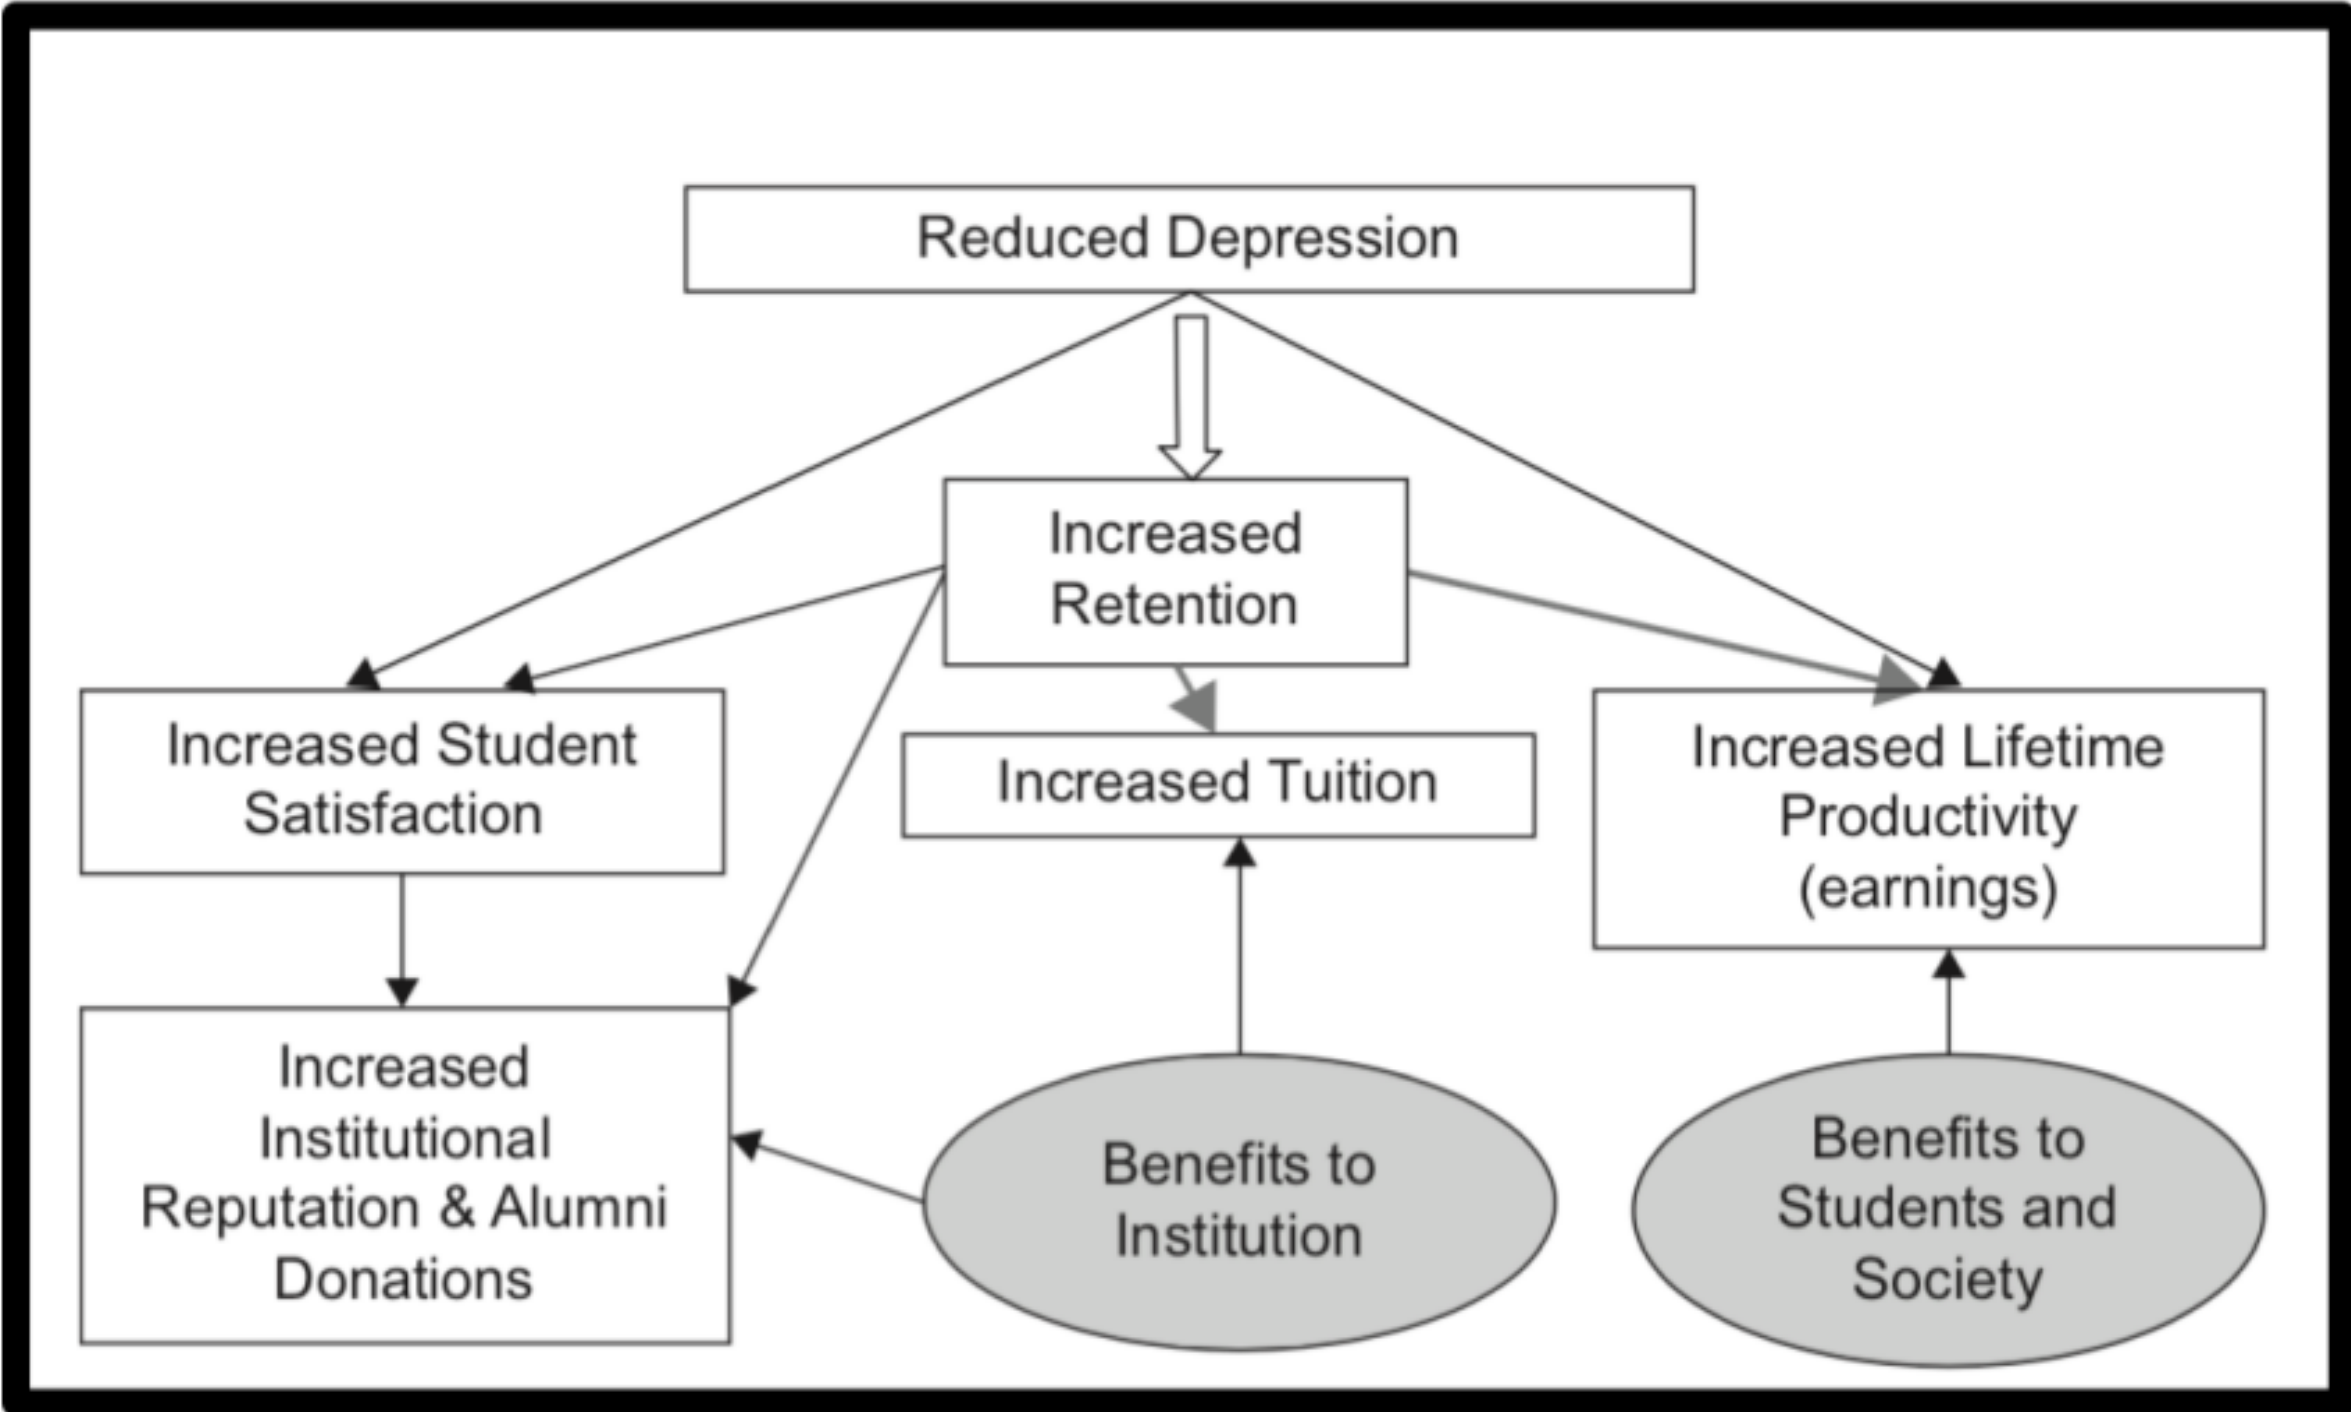 Reduced Depression
Increased
Retention
Increased Student
Satisfaction
Increased Tuition
Increased Lifetime
Productivity
(earnings)
Increased
Institutional
Reputation & Alumni
Donations
Benefits to
Institution
Benefits to
Students and
Society